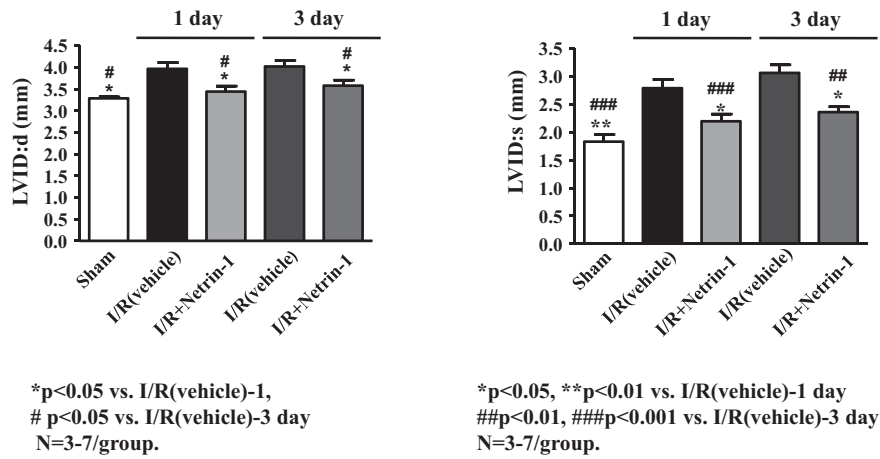 1 day 3 day
LVID:d (mm)
4.5
4.0
3.5
3.0
2.5
2.0
1.5
1.0
0.5
0.0
#
*
#
*
#
*
Sham
I/R(vehicle)
I/R+Netrin-1
I/R(vehicle)
I/R+Netrin-1
*p<0.05 vs. I/R(vehicle)-1,
# p<0.05 vs. I/R(vehicle)-3 day
N=3-7/group.
1 day 3 day
LVID:s (mm)
3.5
3.0
2.5
2.0
1.5
1.0
0.5
0.0
###
**
###
*
##
*
Sham
I/R(vehicle)
I/R+Netrin-1
I/R(vehicle)
I/R+Netrin-1
*p<0.05, **p<0.01 vs. I/R(vehicle)-1 day
##p<0.01, ###p<0.001 vs. I/R(vehicle)-3 day
N=3-7/group.